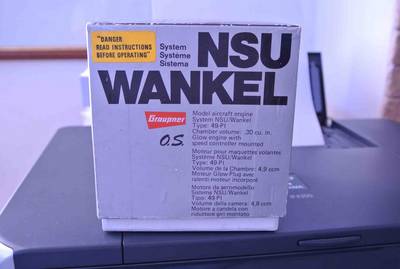 "DANGER
READ INSTRUCTIONS
BEFORE OPERATING"
System
Système
Sistema
NSU
WANKEL
Graupner
O.S.
Model aircraft engine
System NSU/Wankel
Type: 49-PI
Chamber volume: .30 cu. in.
Glow engine with
speed controller mounted
Moteur pour maquettes volantes
Système NSU/Wankel
Type: 49-PI
Volume de la Chambre: 4,9 ccm
Moteur Glow-Plug avec
ralenti moteur incorporé
Motore da aeromodello
Sistema NSU/Wankel
Tipo: 49-PI
Volume della camera: 4,9 ccm
Motore a candela con
riduttore giri montato